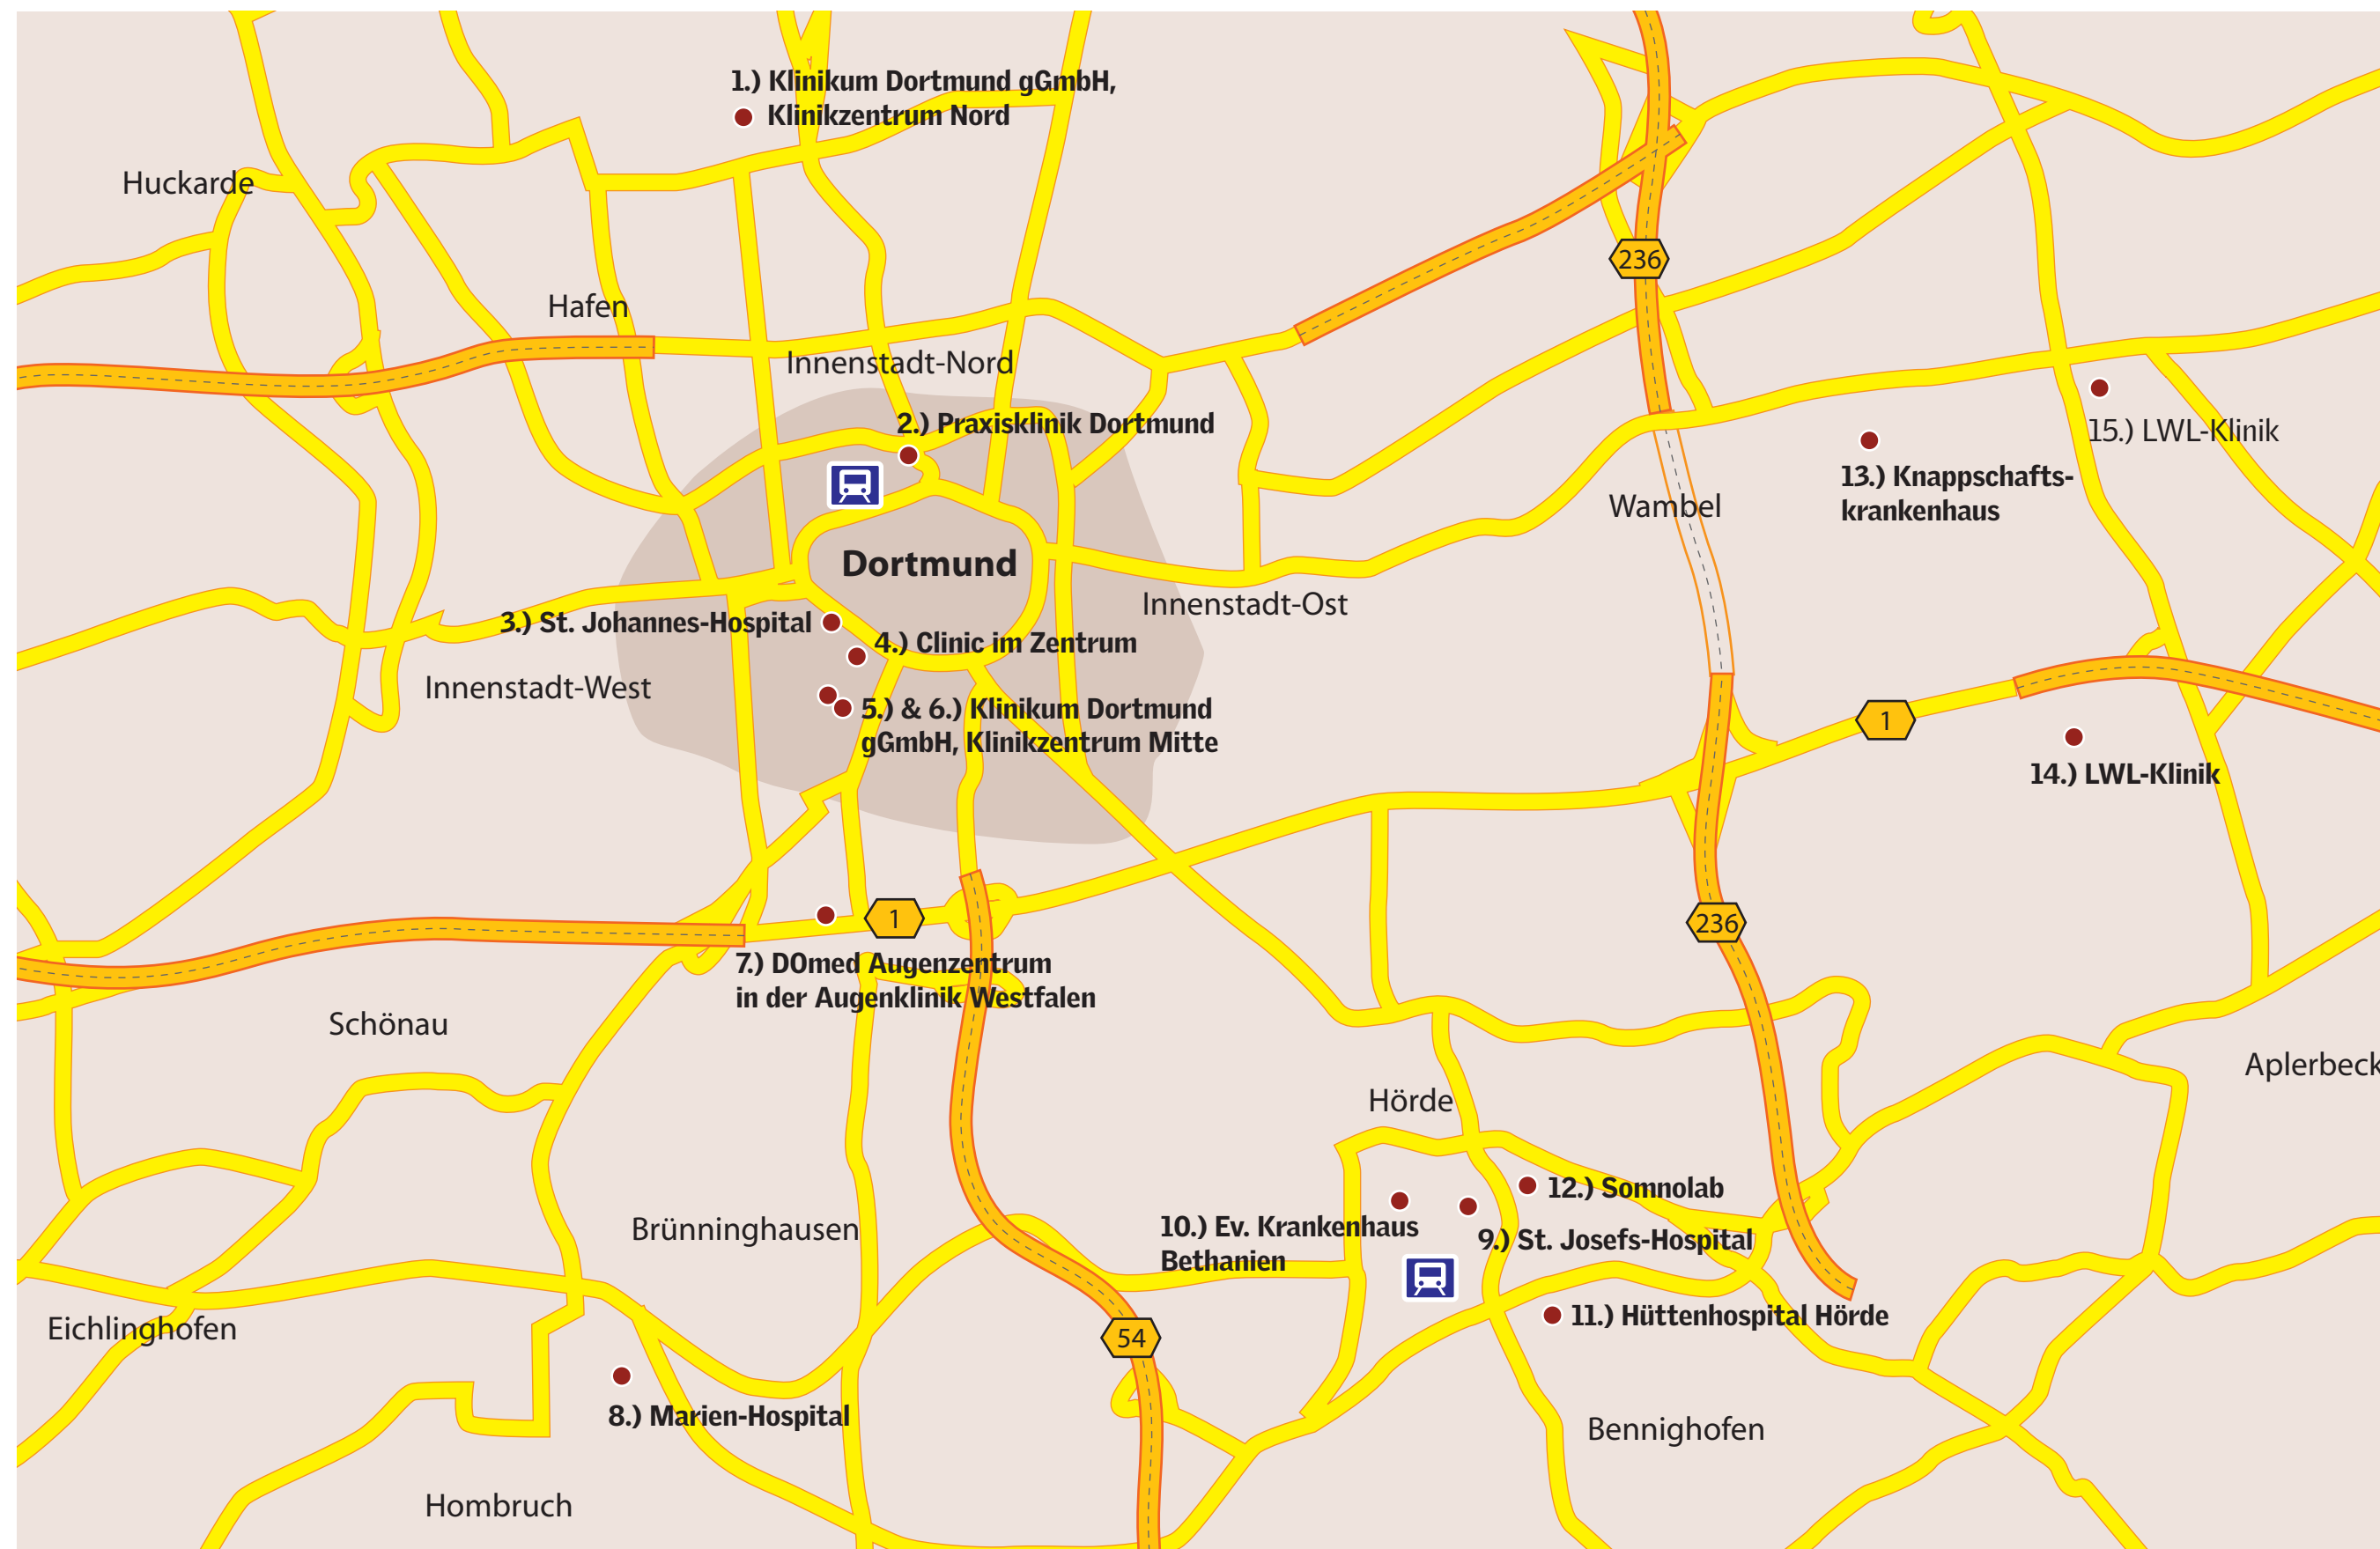 1.) Klinikum Dortmund gGmbH,
Klinikzentrum Nord
Huckarde
236
Hafen
Innenstadt-Nord
2.) Praxisklinik Dortmund
15.) LWL-Klinik
13.) Knappschafts-
krankenhaus
Wambel
Dortmund
Innenstadt-Ost
3.) St. Johannes-Hospital
4.) Clinic im Zentrum
Innenstadt-West
5.) & 6.) Klinikum Dortmund
gGmbH, Klinikzentrum Mitte
1
14.) LWL-Klinik
1
236
7.) DOmed Augenzentrum
in der Augenklinik Westfalen
Schönau
Aplerbeck
Hörde
12.) Somnolab
10.) Ev. Krankenhaus
Bethanien
9.) St. Josefs-Hospital
Brünninghausen
11.) Hüttenhospital Hörde
Eichlinghofen
54
8.) Marien-Hospital
Bennighofen
Hombruch